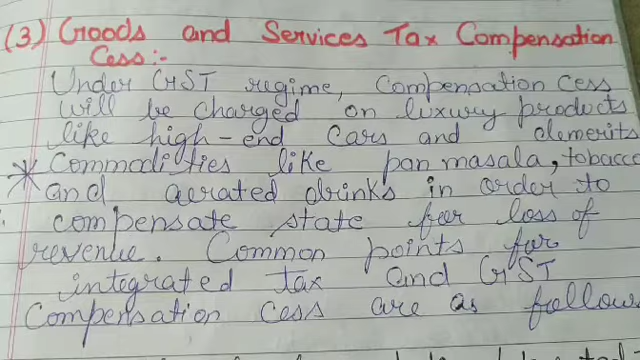 (3) Goods and Services Tax Compensation
Cess:-
Under GST regime, Compensation cess
will be charged on luxury products
like high-end cars and demerits
* Commodities like pan masala, tobacco
and aerated drinks in order to
compensate state for loss of
revenue. Common points for
integrated tax and GST
Compensation cess are as follow